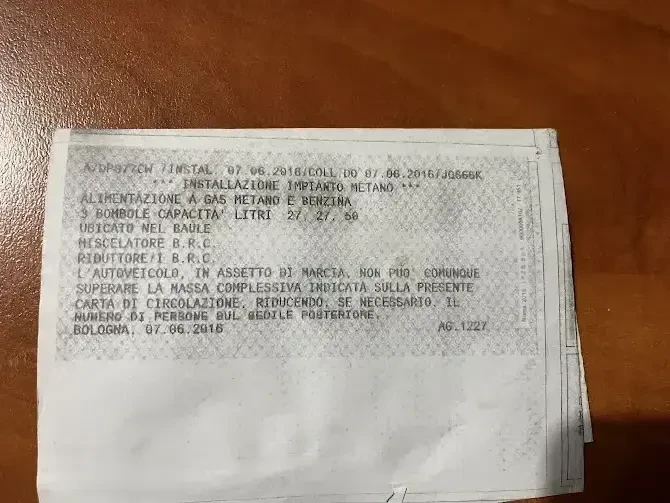 A/DP977CW /INSTAL. 07.06.2016/COLL.DO 07.06.2016/JQ666K
*** INSTALLAZIONE IMPIANTO METANO ***
ALIMENTAZIONE A GAS METANO E BENZINA
3 BOMBOLE CAPACITA' LITRI 27, 27, 50
UBICATO NEL BAULE
MISCELATORE B.R.C.
RIDUTTORE/I B.R.C.
L'AUTOVEICOLO, IN ASSETTO DI MARCIA, NON PUO' COMUNQUE
SUPERARE LA MASSA COMPLESSIVA INDICATA SULLA PRESENTE
CARTA DI CIRCOLAZIONE, RIDUCENDO, SE NECESSARIO, IL
NUMERO DI PERSONE SUL SEDILE POSTERIORE.
BOLOGNA, 07.06.2016 AG.1227